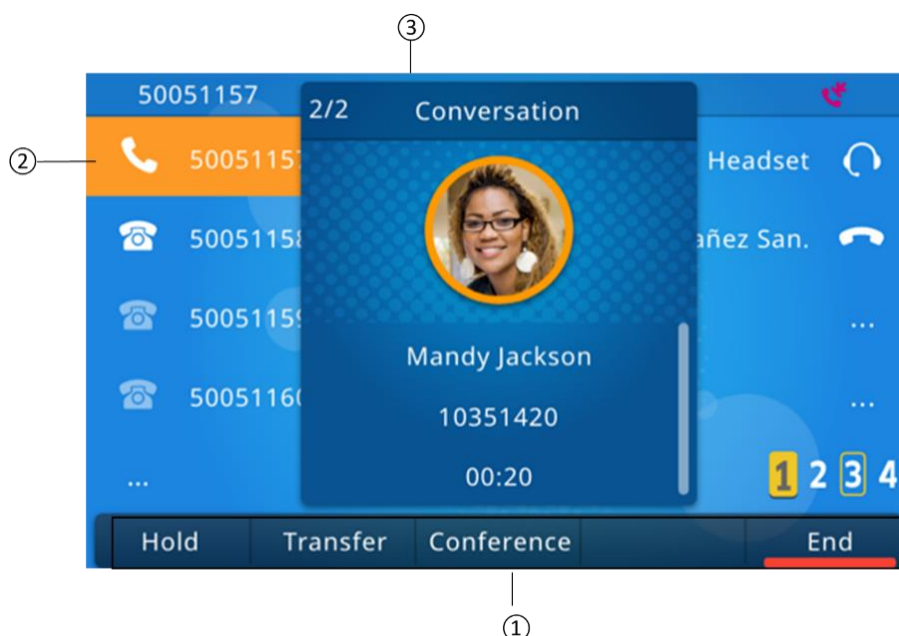 ③
50051157
2/2 Conversation
②
50051157
Headset
50051158
añez San.
50051159
...
Mandy Jackson
50051160
...
10351420
...
00:20
1 2 3 4
Hold Transfer Conference End
①